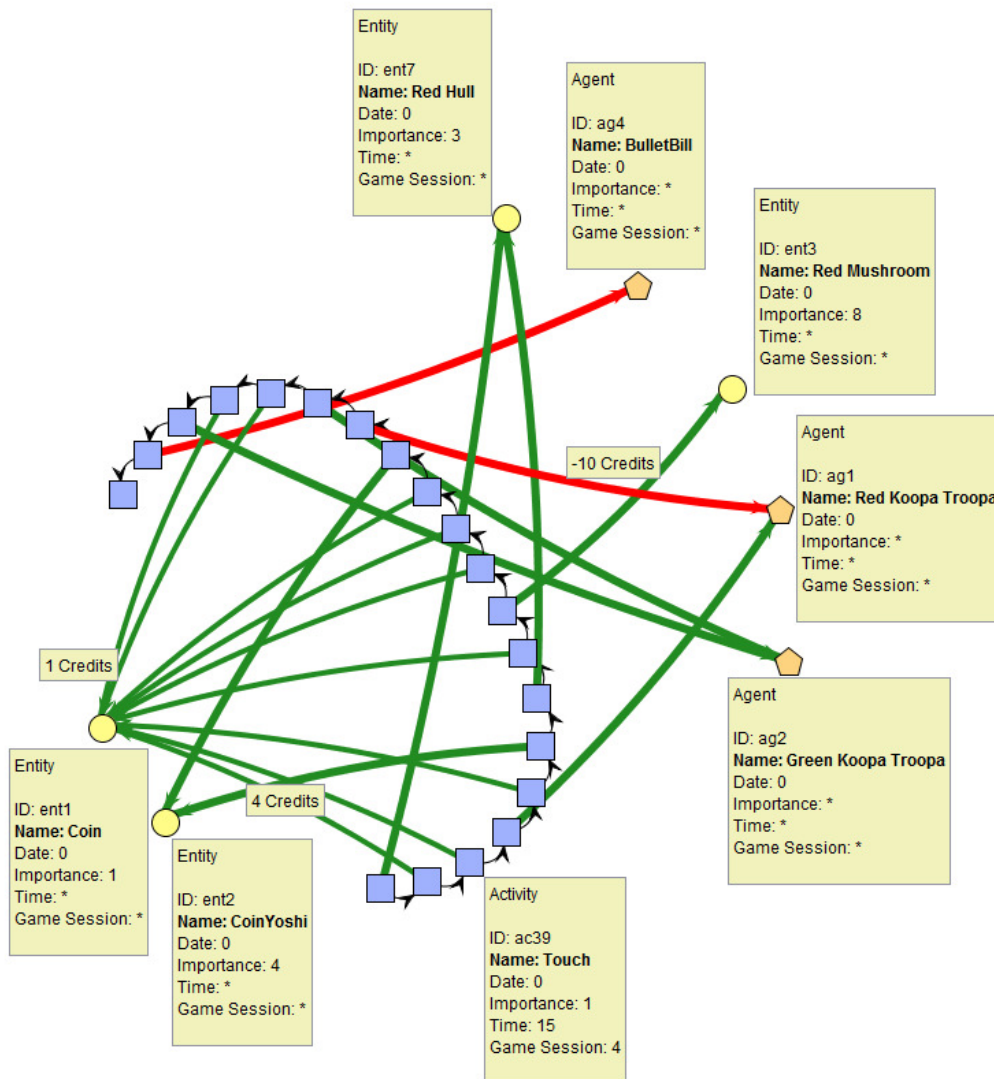 Entity
ID: ent7
Name: Red Hull
Date: 0
Importance: 3
Time: *
Game Session: *
Agent
ID: ag4
Name: BulletBill
Date: 0
Importance: *
Time: *
Game Session: *
Entity
ID: ent3
Name: Red Mushroom
Date: 0
Importance: 8
Time: *
Game Session: *
-10 Credits
Agent
ID: ag1
Name: Red Koopa Troopa
Date: 0
Importance: *
Time: *
Game Session: *
1 Credits
Agent
ID: ag2
Name: Green Koopa Troopa
Date: 0
Importance: *
Time: *
Game Session: *
Entity
ID: ent1
Name: Coin
Date: 0
Importance: 1
Time: *
Game Session: *
4 Credits
Entity
ID: ent2
Name: CoinYoshi
Date: 0
Importance: 4
Time: *
Game Session: *
Activity
ID: ac39
Name: Touch
Date: 0
Importance: 1
Time: 15
Game Session: 4